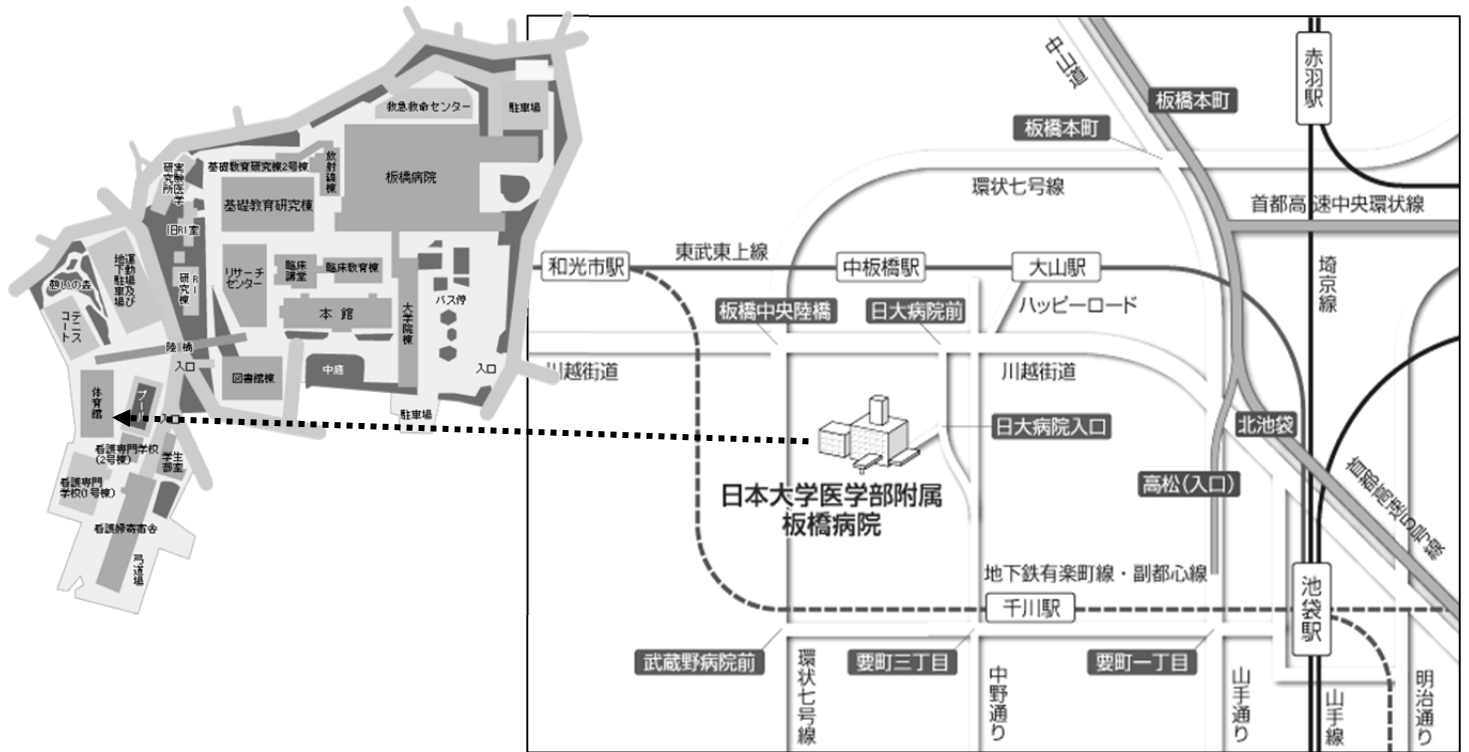 救急救命センター
駐車場
実験医学
研究所
基礎教育研究棟2号棟
放射線棟
板橋病院
基礎教育研究棟
旧RI室
RI
研究棟
リサーチ
センター
臨床
講堂
臨床教育棟
本館
大学院棟
バス停
運動場及び
地下駐車場
憩いの森
テニス
コート
陸橋
入口
図書館棟
中庭
入口
駐車場
体育館
プール
入口
看護専門学校
(2号棟)
学生
部室
看護専門
学校(1号棟)
看護婦寄宿舎
弓道場
中山道
板橋本町
板橋本町
赤羽駅
環状七号線
首都高速中央環状線
和光市駅
東武東上線
中板橋駅
大山駅
埼京線
ハッピーロード
板橋中央陸橋
日大病院前
川越街道
川越街道
日大病院入口
北池袋
高松(入口)
首都高速5号線
日本大学医学部附属
板橋病院
地下鉄有楽町線・副都心線
千川駅
池袋駅
武蔵野病院前
要町三丁目
要町一丁目
環状七号線
中野通り
山手通り
山手線
明治通り